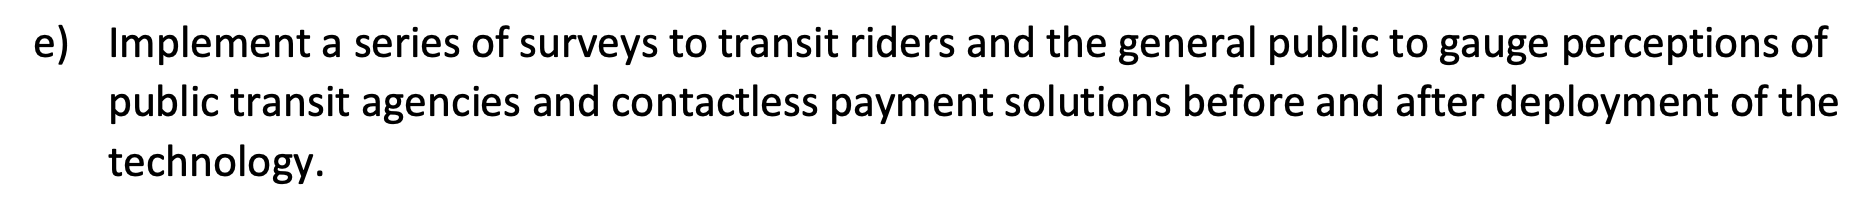 e) Implement a series of surveys to transit riders and the general public to gauge perceptions of
public transit agencies and contactless payment solutions before and after deployment of the
technology.